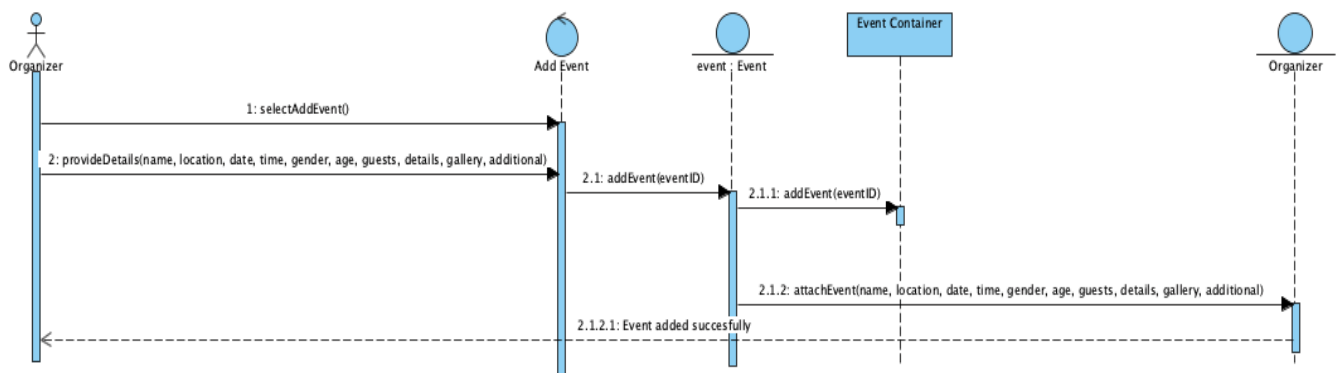 Event Container
Organizer
Add Event
event : Event
Organizer
1: selectAddEvent()
2: provideDetails(name, location, date, time, gender, age, guests, details, gallery, additional)
2.1: addEvent(eventID)
2.1.1: addEvent(eventID)
2.1.2: attachEvent(name, location, date, time, gender, age, guests, details, gallery, additional)
2.1.2.1: Event added succesfully